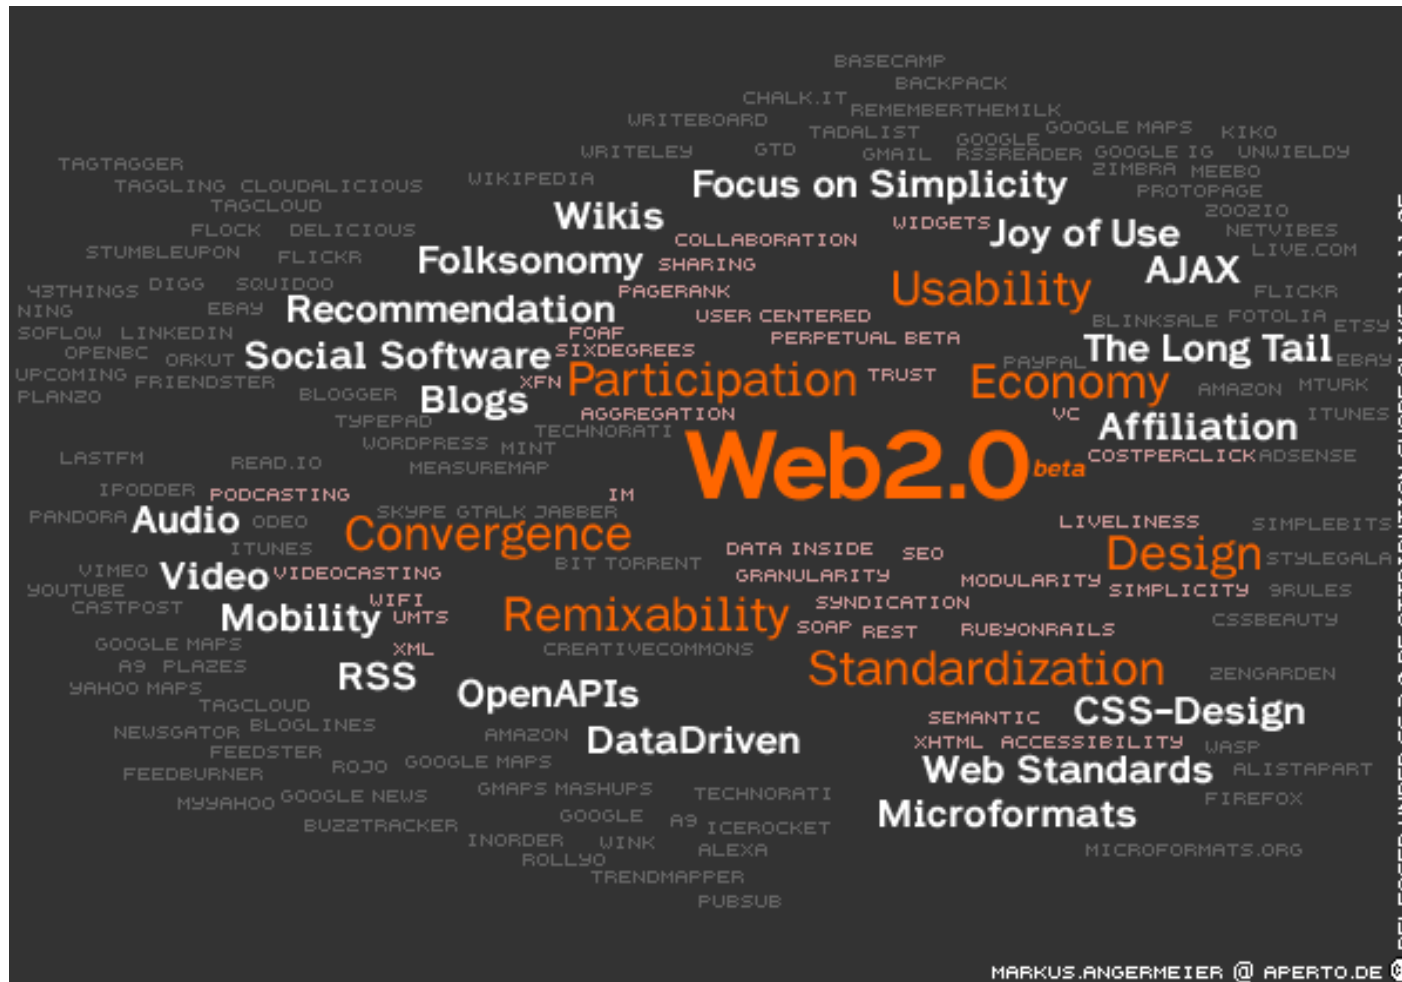 BASECAMP
BACKPACK
CHALK.IT
REMEMBERTHEMILK
WRITEBOARD
TADALIST
GOOGLE MAPS
KIKO
GOOGLE
WRITELEY
GTD
GMAIL
RSSREADER
GOOGLE IG
UNWIELDY
TAGTAGGER
ZIMBRA
MEEBO
TAGGLING
CLOUDALICIOUS
WIKIPEDIA
Focus on Simplicity
PROTOPAGE
TAGCLOUD
Wikis
ZOOZIO
FLOCK
DELICIOUS
WIDGETS
Joy of Use
NETVIBES
COLLABORATION
STUMBLEUPON
FLICKR
Folksonomy
SHARING
LIVE.COM
AJAX
43THINGS
DIGG
SQUIDOO
PAGERANK
Usability
FLICKR
NING
EBAY
Recommendation
USER CENTERED
BLINKSALE
FOTOLIA
ETSY
SOFLOW
LINKEDIN
FOAF
PERPETUAL BETA
OPENBC
ORKUT
Social Software
SIXDEGREES
PAYPAL
The Long Tail
EBAY
UPCOMING
FRIENDSTER
XFN
Participation
TRUST
Economy
AMAZON
MTURK
PLANZO
BLOGGER
Blogs
AGGREGATION
VC
ITUNES
TYPEPAD
TECHNORATI
Affiliation
WORDPRESS
MINT
LASTFM
READ.IO
MEASUREMAP
Web2.0
beta
COSTPERCLICK
ADSENSE
IPODDER
PODCASTING
IM
PANDORA
Audio
ODEO
SKYPE
GTALK
JABBER
LIVELINESS
SIMPLEBITS
ITUNES
Convergence
DATA INSIDE
SEO
Design
STYLEGALA
VIMEO
Video
VIDEOCASTING
BIT TORRENT
GRANULARITY
MODULARITY
SIMPLICITY
9RULES
YOUTUBE
CASTPOST
WIFI
Remixability
SYNDICATION
Mobility
UMTS
SOAP
REST
RUBYONRAILS
CSSBEAUTY
GOOGLE MAPS
XML
CREATIVECOMMONS
A9
PLAZES
RSS
Standardization
ZENGARDEN
YAHOO MAPS
OpenAPIs
TAGCLOUD
SEMANTIC
CSS-Design
NEWSGATOR
BLOGLINES
AMAZON
DataDriven
XHTML
ACCESSIBILITY
WASP
FEEDSTER
ROJO
GOOGLE MAPS
Web Standards
ALISTAPART
FEEDBURNER
GMAPS MASHUPS
TECHNORATI
FIREFOX
MYYAHOO
GOOGLE NEWS
GOOGLE
A9
ICEROCKET
Microformats
BUZZTRACKER
INORDER
WINK
ALEXA
MICROFORMATS.ORG
ROLLYO
TRENDMAPPER
PUBSUB
MARKUS.ANGERMEIER @ APERTO.DE